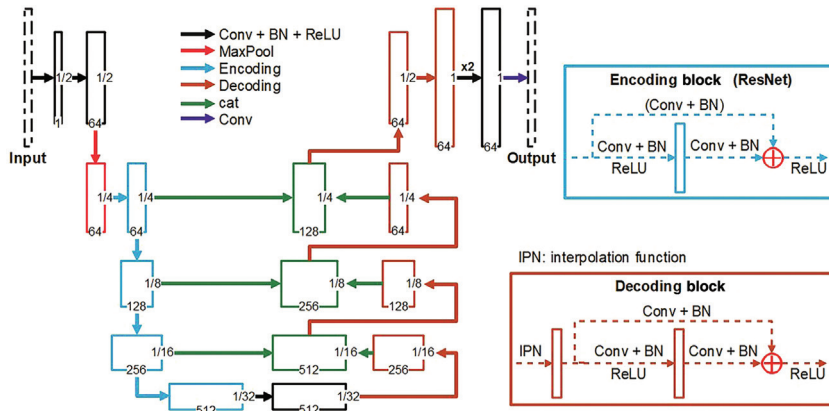 Conv + BN + ReLU
MaxPool
Encoding
Decoding
cat
Conv
1/2
1
1/2
64
Input
1/2
64
1
64
x2
1
64
Output
1/4
64
1/4
64
1/4
128
1/4
64
1/8
128
1/8
256
1/8
128
1/16
256
1/16
512
1/16
256
1/32
512
1/32
512
Encoding block (ResNet)
(Conv + BN)
Conv + BN
ReLU
Conv + BN
ReLU
IPN: interpolation function
Decoding block
Conv + BN
IPN
Conv + BN
ReLU
Conv + BN
ReLU